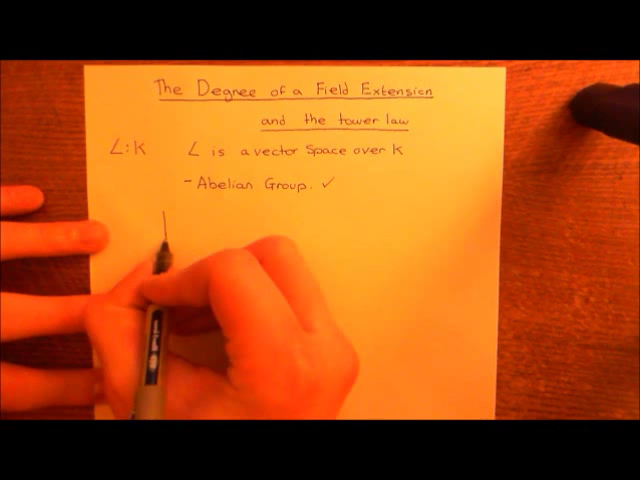 The Degree of a Field Extension
and the tower law
L:K L is a vector Space over K
- Abelian Group. ✓